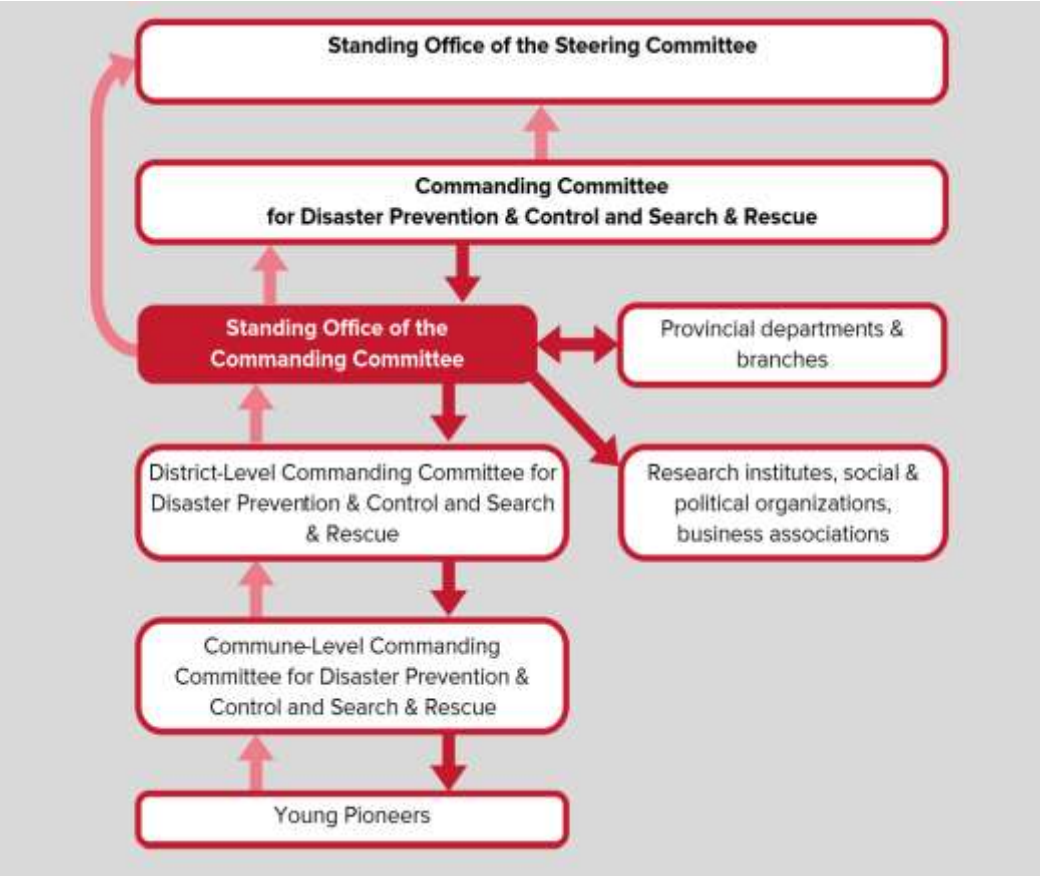 Standing Office of the Steering Committee
Commanding Committee
for Disaster Prevention & Control and Search & Rescue
Standing Office of the
Commanding Committee
Provincial departments &
branches
District-Level Commanding Committee for
Disaster Prevention & Control and Search
& Rescue
Research institutes, social &
political organizations,
business associations
Commune-Level Commanding
Committee for Disaster Prevention &
Control and Search & Rescue
Young Pioneers